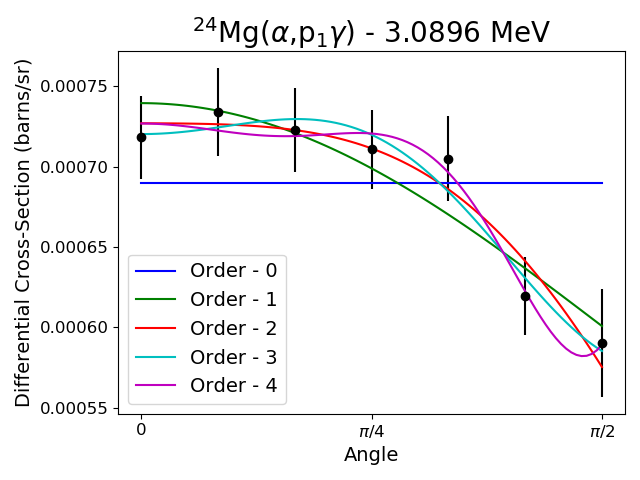 ²⁴Mg(α,p₁γ) - 3.0896 MeV
Differential Cross-Section (barns/sr)
0.00075
0.00070
0.00065
0.00060
0.00055
Order - 0
Order - 1
Order - 2
Order - 3
Order - 4
0
π/4
π/2
Angle